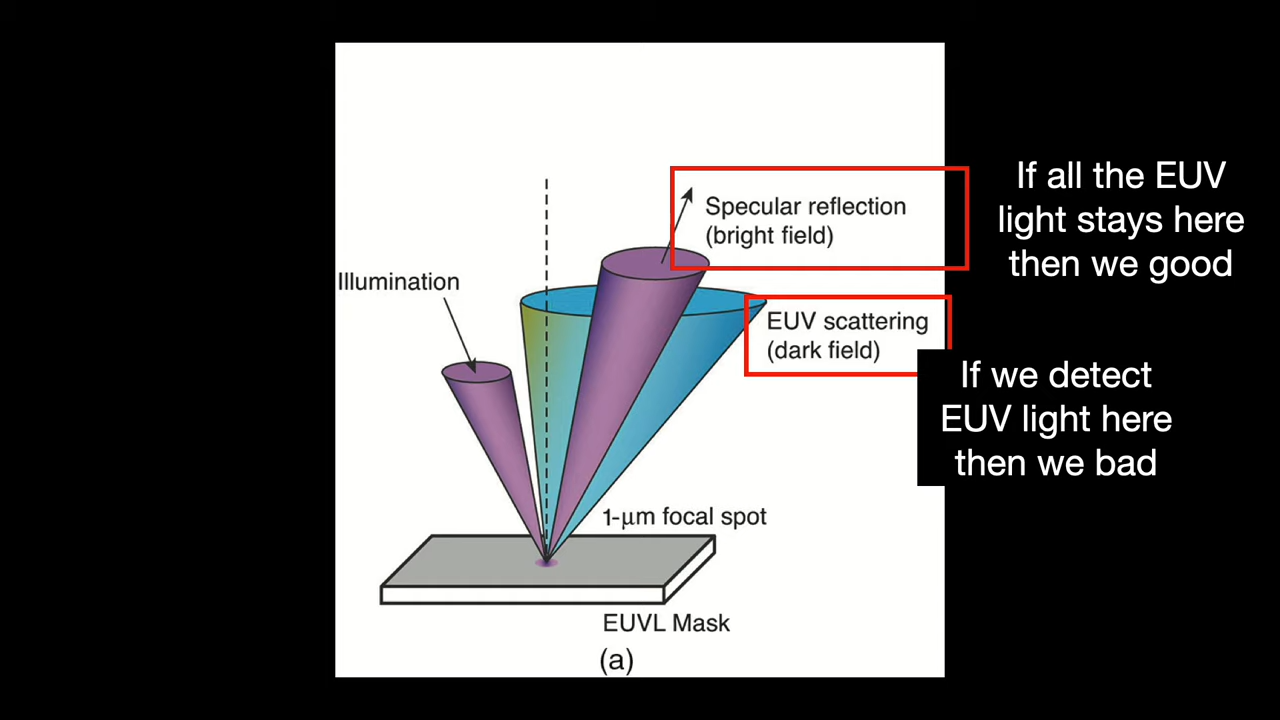 Specular reflection
(bright field)
Illumination
EUV scattering
(dark field)
1-μm focal spot
EUVL Mask
(a)
If all the EUV
light stays here
then we good
If we detect
EUV light here
then we bad